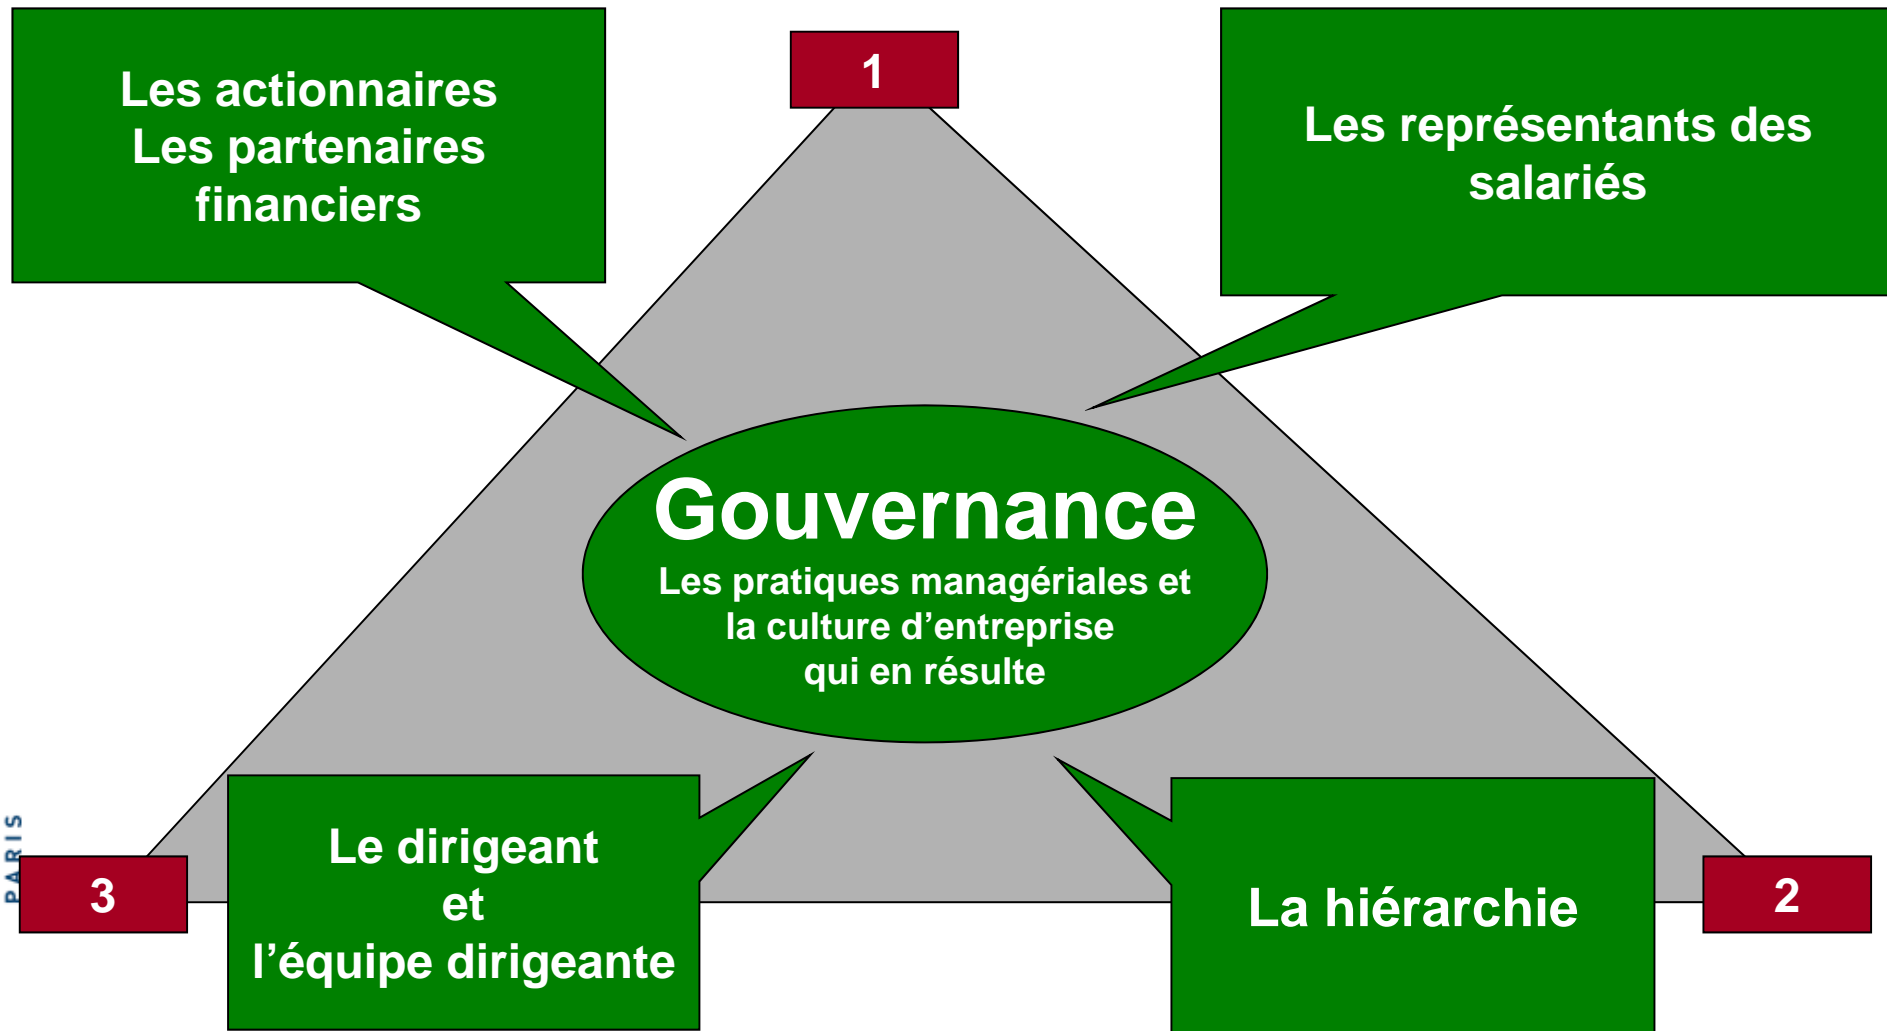 Les actionnaires
Les partenaires
financiers
1
Les représentants des
salariés
Gouvernance
Les pratiques managériales et
la culture d’entreprise
qui en résulte
PARIS
3
Le dirigeant
et
l’équipe dirigeante
La hiérarchie
2